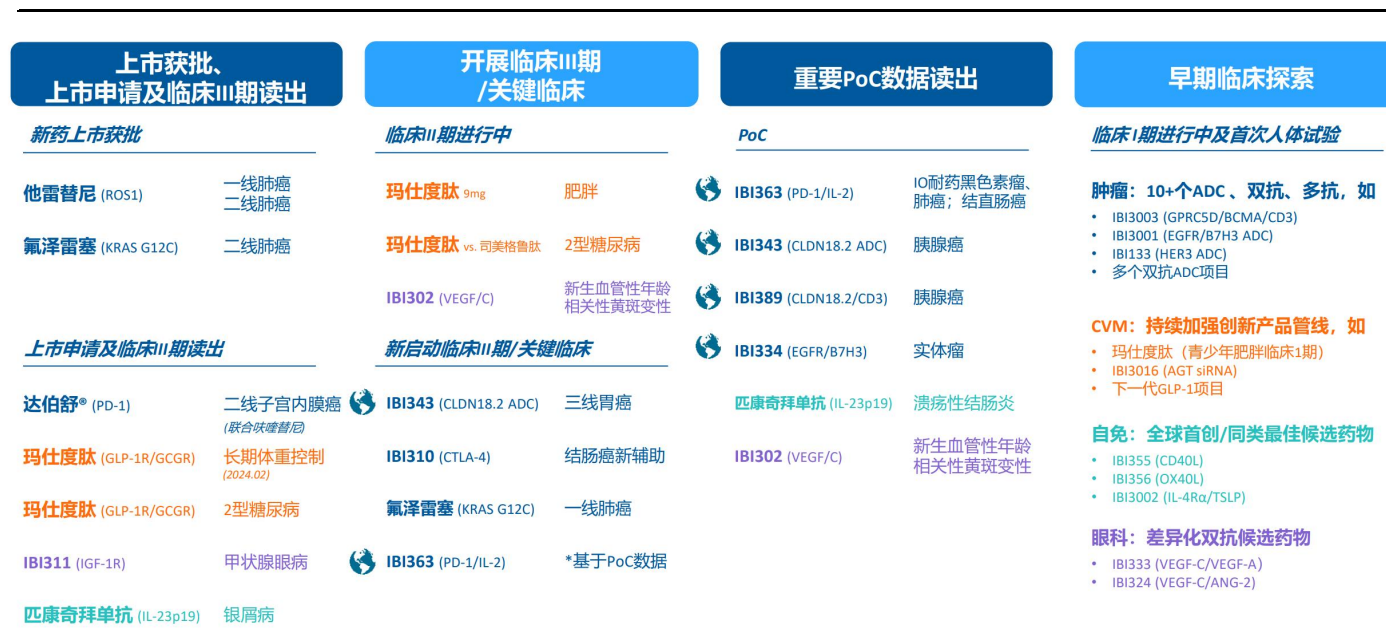 上市获批、
上市申请及临床III期读出
新药上市获批
他雷替尼 (ROS1) 一线肺癌
二线肺癌
氟泽雷塞 (KRAS G12C) 二线肺癌
上市申请及临床III期读出
达伯舒® (PD-1) 二线子宫内膜癌
(联合呋喹替尼)
玛仕度肽 (GLP-1R/GCGR) 长期体重控制
(2024.02)
玛仕度肽 (GLP-1R/GCGR) 2型糖尿病
IBI311 (IGF-1R) 甲状腺眼病
匹康奇拜单抗 (IL-23p19) 银屑病
开展临床III期
/关键临床
临床III期进行中
玛仕度肽 9mg 肥胖
玛仕度肽 vs. 司美格鲁肽 2型糖尿病
IBI302 (VEGF/C) 新生血管性年龄
相关性黄斑变性
新启动临床III期/关键临床
IBI343 (CLDN18.2 ADC) 三线胃癌
IBI310 (CTLA-4) 结肠癌新辅助
氟泽雷塞 (KRAS G12C) 一线肺癌
IBI363 (PD-1/IL-2) *基于PoC数据
重要PoC数据读出
PoC
IBI363 (PD-1/IL-2) IO耐药黑色素瘤、
肺癌；结直肠癌
IBI343 (CLDN18.2 ADC) 胰腺癌
IBI389 (CLDN18.2/CD3) 胰腺癌
IBI334 (EGFR/B7H3) 实体瘤
匹康奇拜单抗 (IL-23p19) 溃疡性结肠炎
IBI302 (VEGF/C) 新生血管性年龄
相关性黄斑变性
早期临床探索
临床I期进行中及首次人体试验
肿瘤：10+个ADC 、双抗、多抗，如
• IBI3003 (GPRC5D/BCMA/CD3)
• IBI3001 (EGFR/B7H3 ADC)
• IBI133 (HER3 ADC)
• 多个双抗ADC项目
CVM：持续加强创新产品管线，如
• 玛仕度肽（青少年肥胖临床1期）
• IBI3016 (AGT siRNA)
• 下一代GLP-1项目
自免：全球首创/同类最佳候选药物
• IBI355 (CD40L)
• IBI356 (OX40L)
• IBI3002 (IL-4Rα/TSLP)
眼科：差异化双抗候选药物
• IBI333 (VEGF-C/VEGF-A）
• IBI324 (VEGF-C/ANG-2)